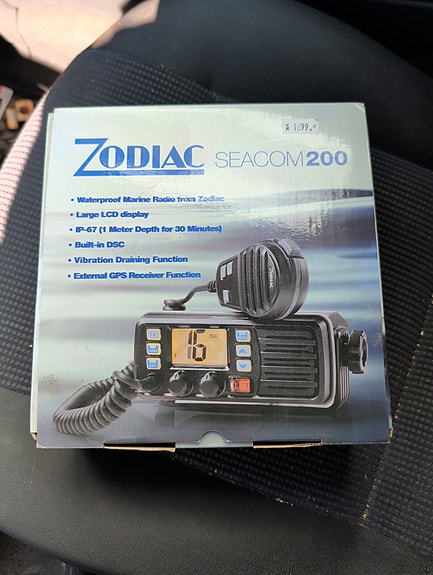 # 1699.-
ZODIAC SEACOM200
• Waterproof Marine Radio from Zodiac
• Large LCD display
• IP-67 (1 Meter Depth for 30 Minutes)
• Built-in DSC
• Vibration Draining Function
• External GPS Receiver Function
16